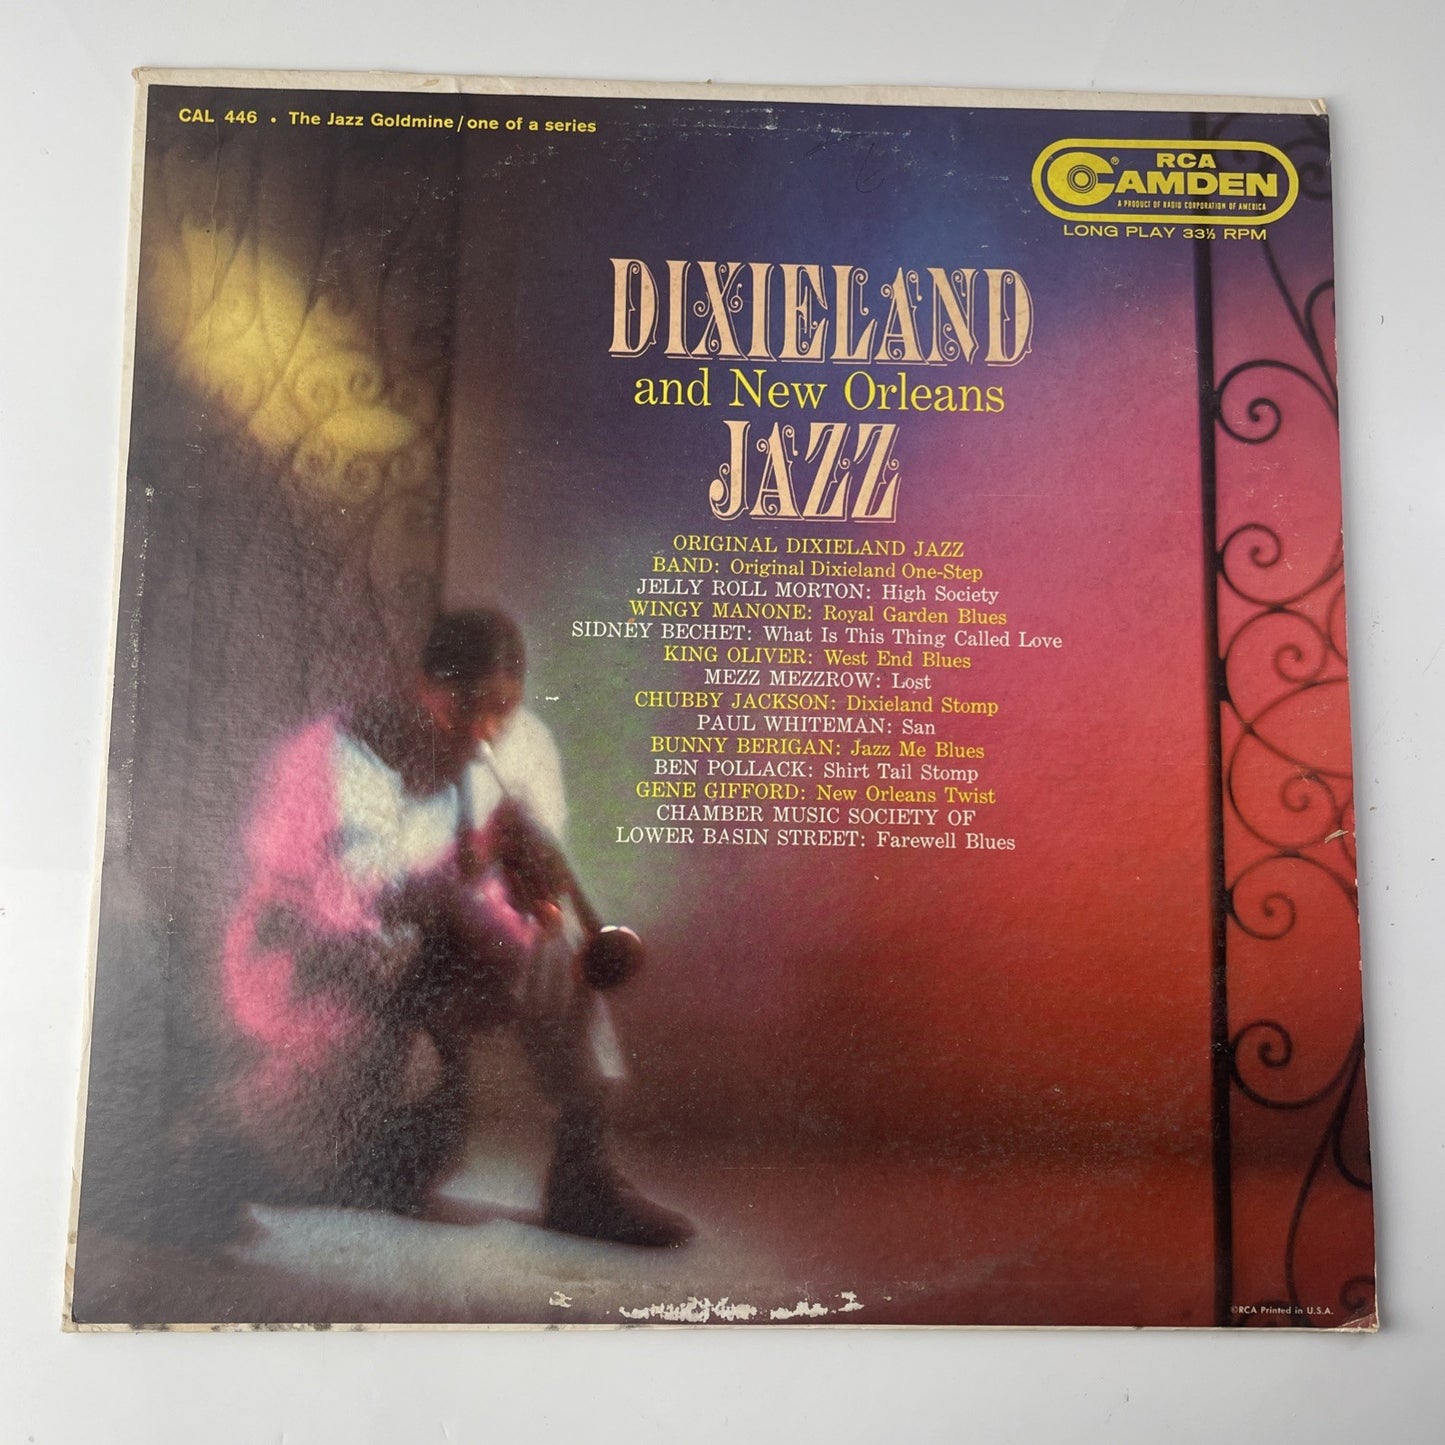 CAL 446 • The Jazz Goldmine / one of a series
RCA
CAMDEN®
A PRODUCT OF RADIO CORPORATION OF AMERICA
LONG PLAY 33⅓ RPM
DIXIELAND
and New Orleans
JAZZ
ORIGINAL DIXIELAND JAZZ
BAND: Original Dixieland One-Step
JELLY ROLL MORTON: High Society
WINGY MANONE: Royal Garden Blues
SIDNEY BECHET: What Is This Thing Called Love
KING OLIVER: West End Blues
MEZZ MEZZROW: Lost
CHUBBY JACKSON: Dixieland Stomp
PAUL WHITEMAN: San
BUNNY BERIGAN: Jazz Me Blues
BEN POLLACK: Shirt Tail Stomp
GENE GIFFORD: New Orleans Twist
CHAMBER MUSIC SOCIETY OF
LOWER BASIN STREET: Farewell Blues
©RCA Printed in U.S.A.